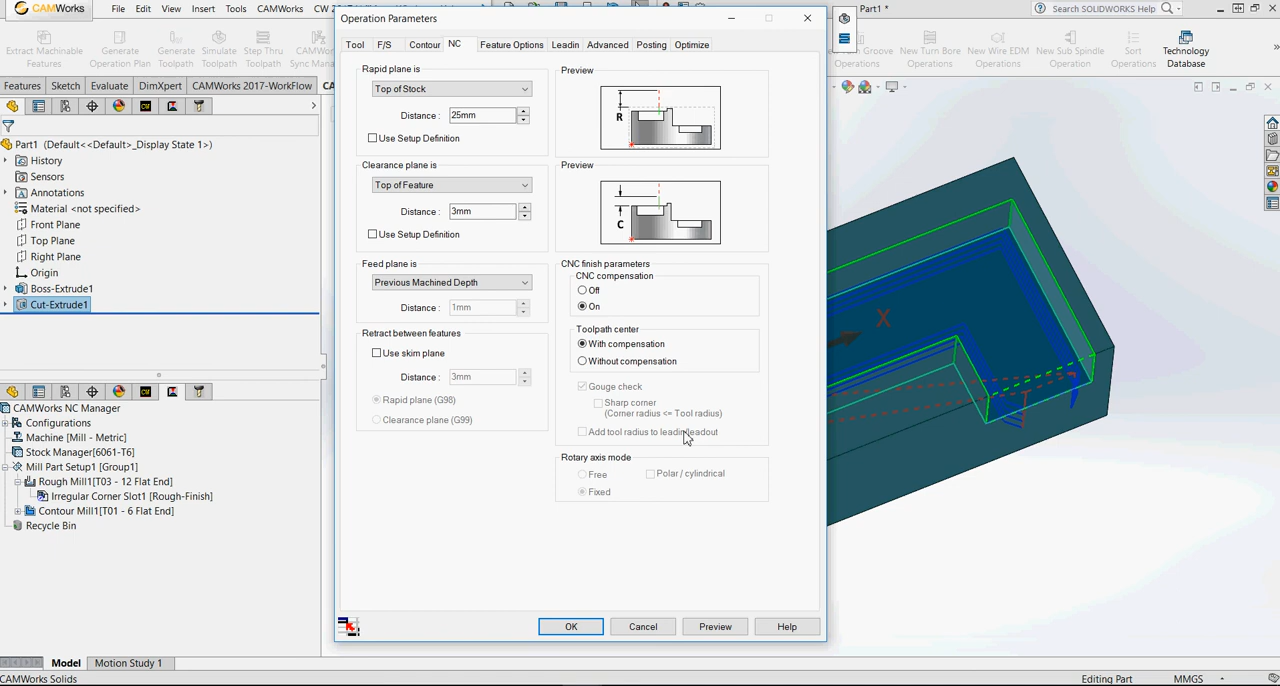 CAMWorks
File
Edit
View
Insert
Tools
CAMWorks
CW
Part1 *
Search SOLIDWORKS Help
Extract Machinable Features
Generate Operation Plan
Generate Toolpath
Simulate Toolpath
Step Thru Toolpath
CAMWo
Sync Mana
Groove Operations
New Turn Bore Operations
New Wire EDM Operations
New Sub Spindle Operations
Sort Operations
Technology Database
Features
Sketch
Evaluate
DimXpert
CAMWorks 2017-WorkFlow
CA
Part1 (Default<<Default>_Display State 1>)
History
Sensors
Annotations
Material <not specified>
Front Plane
Top Plane
Right Plane
Origin
Boss-Extrude1
Cut-Extrude1
CAMWorks NC Manager
Configurations
Machine [Mill - Metric]
Stock Manager[6061-T6]
Mill Part Setup1 [Group1]
Rough Mill1[T03 - 12 Flat End]
Irregular Corner Slot1 [Rough-Finish]
Contour Mill1[T01 - 6 Flat End]
Recycle Bin
Operation Parameters
Tool
F/S
Contour
NC
Feature Options
Leadin
Advanced
Posting
Optimize
Rapid plane is
Top of Stock
Distance :
25mm
Use Setup Definition
Preview
R
Clearance plane is
Top of Feature
Distance :
3mm
Use Setup Definition
Preview
C
Feed plane is
Previous Machined Depth
Distance :
1mm
Retract between features
Use skim plane
Distance :
3mm
Rapid plane (G98)
Clearance plane (G99)
CNC finish parameters
CNC compensation
Off
On
Toolpath center
With compensation
Without compensation
Gouge check
Sharp corner
(Corner radius <= Tool radius)
Add tool radius to leadin/leadout
Rotary axis mode
Free
Polar / cylindrical
Fixed
OK
Cancel
Preview
Help
X
Model
Motion Study 1
CAMWorks Solids
Editing Part
MMGS